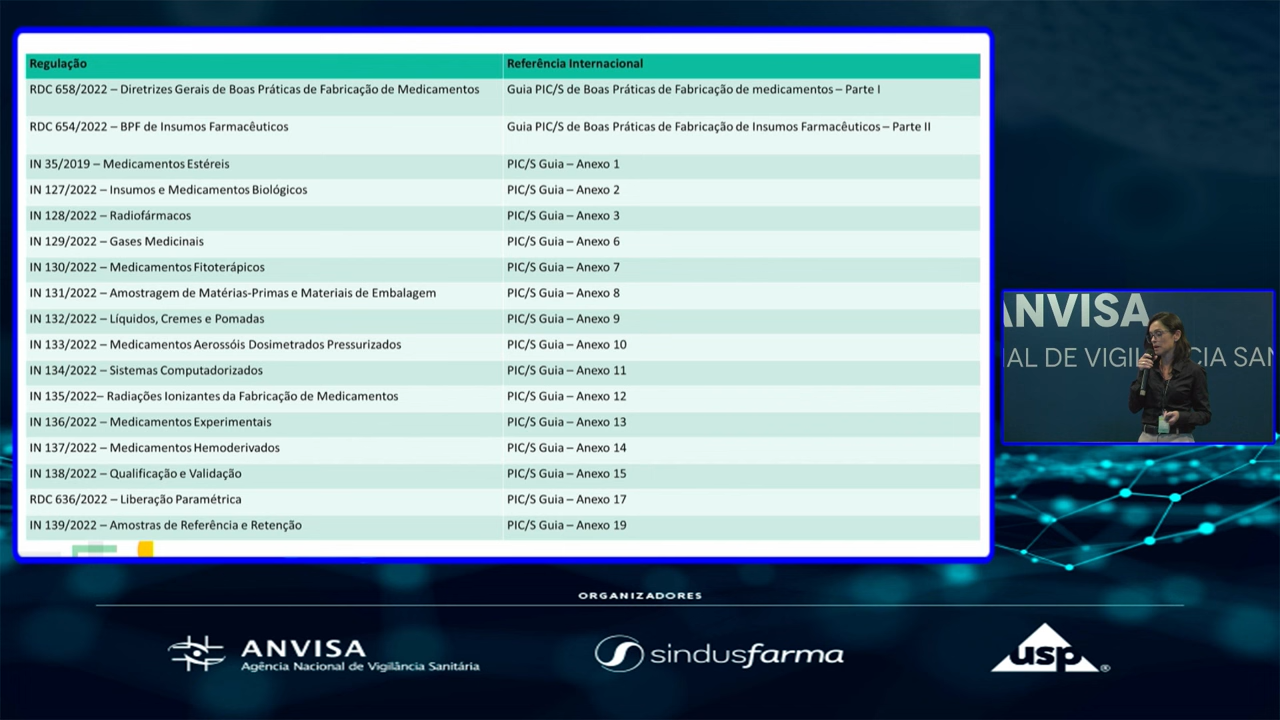 Regulação Referência Internacional
RDC 658/2022 – Diretrizes Gerais de Boas Práticas de Fabricação de Medicamentos Guia PIC/S de Boas Práticas de Fabricação de medicamentos – Parte I
RDC 654/2022 – BPF de Insumos Farmacêuticos Guia PIC/S de Boas Práticas de Fabricação de Insumos Farmacêuticos – Parte II
IN 35/2019 – Medicamentos Estéreis PIC/S Guia – Anexo 1
IN 127/2022 – Insumos e Medicamentos Biológicos PIC/S Guia – Anexo 2
IN 128/2022 – Radiofármacos PIC/S Guia – Anexo 3
IN 129/2022 – Gases Medicinais PIC/S Guia – Anexo 6
IN 130/2022 – Medicamentos Fitoterápicos PIC/S Guia – Anexo 7
IN 131/2022 – Amostragem de Matérias-Primas e Materiais de Embalagem PIC/S Guia – Anexo 8
IN 132/2022 – Líquidos, Cremes e Pomadas PIC/S Guia – Anexo 9
IN 133/2022 – Medicamentos Aerossóis Dosimetrados Pressurizados PIC/S Guia – Anexo 10
IN 134/2022 – Sistemas Computadorizados PIC/S Guia – Anexo 11
IN 135/2022– Radiações Ionizantes da Fabricação de Medicamentos PIC/S Guia – Anexo 12
IN 136/2022 – Medicamentos Experimentais PIC/S Guia – Anexo 13
IN 137/2022 – Medicamentos Hemoderivados PIC/S Guia – Anexo 14
IN 138/2022 – Qualificação e Validação PIC/S Guia – Anexo 15
RDC 636/2022 – Liberação Paramétrica PIC/S Guia – Anexo 17
IN 139/2022 – Amostras de Referência e Retenção PIC/S Guia – Anexo 19
ANVISA
AL DE VIGIL CIA SAN
ORGANIZADORES
ANVISA
Agência Nacional de Vigilância Sanitária
sindusfarma
usp®